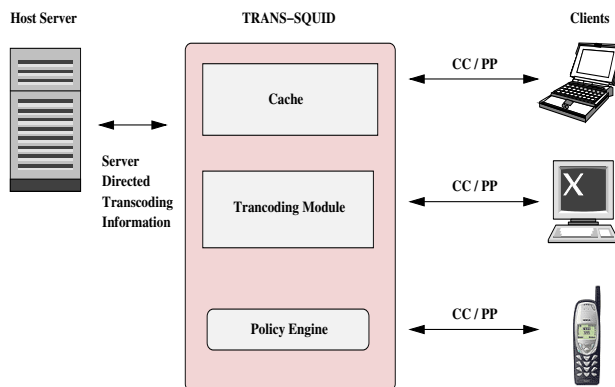 Host Server
TRANS–SQUID
Clients
Cache
CC / PP
Server
Directed
Transcoding
Information
Trancoding Module
CC / PP
X
Policy Engine
CC / PP